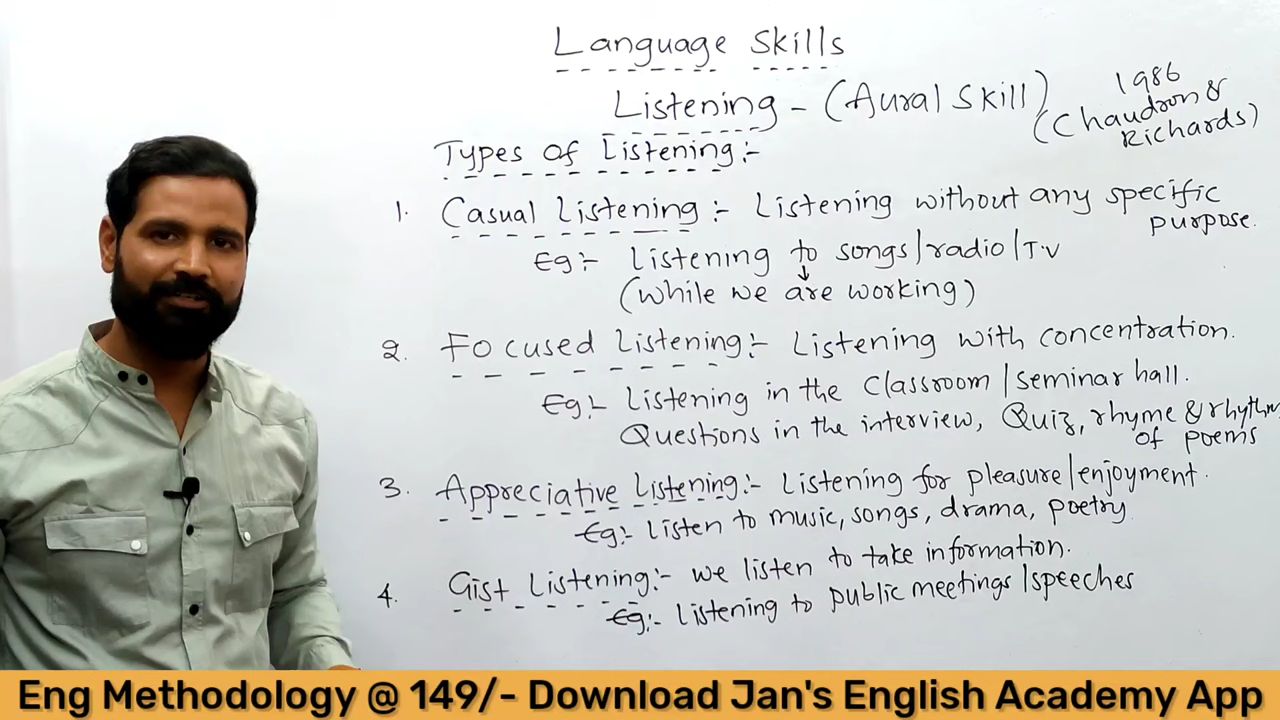 Language Skills
Listening - (Aural Skill)
1986
(Chaudron &
Richards)
Types of Listening :-
1. Casual Listening :- Listening without any specific
purpose.
Eg:- Listening to songs/radio/T.V
(While we are working)
2. Focused Listening :- Listening with concentration.
Eg:- Listening in the Classroom/seminar hall.
Questions in the interview, Quiz, rhyme & rhythm
of poems
3. Appreciative Listening:- Listening for pleasure/enjoyment.
Eg:- Listen to music, songs, drama, poetry
4. Gist Listening:- we listen to take information.
Eg:- Listening to public meetings/speeches
Eng Methodology @ 149/- Download Jan's English Academy App